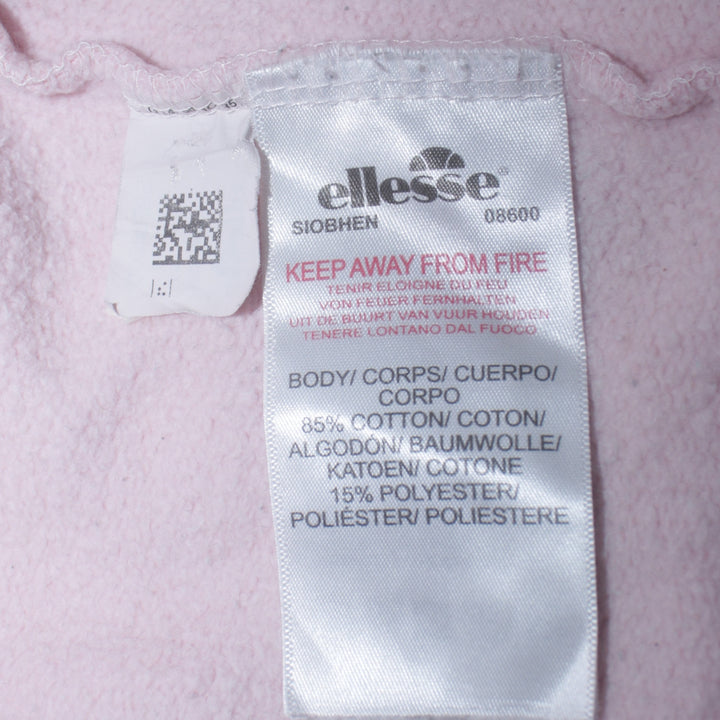 ellesse®
SIOBHEN 08600
KEEP AWAY FROM FIRE
TENIR ELOIGNE DU FEU
VON FEUER FERNHALTEN
UIT DE BUURT VAN VUUR HOUDEN
TENERE LONTANO DAL FUOCO
BODY/ CORPS/ CUERPO/
CORPO
85% COTTON/ COTON/
ALGODÓN/ BAUMWOLLE/
KATOEN/ COTONE
15% POLYESTER/
POLIÉSTER/ POLIESTERE